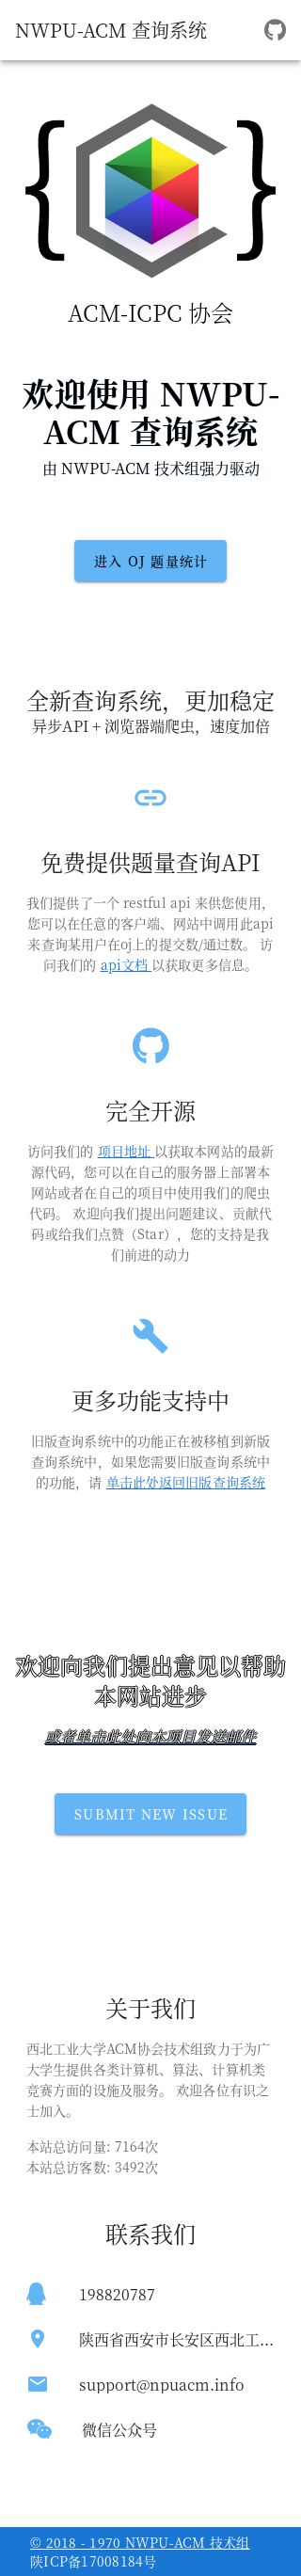 NWPU-ACM 查询系统
ACM-ICPC 协会
欢迎使用 NWPU-
ACM 查询系统
由 NWPU-ACM 技术组强力驱动
进入 OJ 题量统计
全新查询系统，更加稳定
异步API + 浏览器端爬虫，速度加倍
免费提供题量查询API
我们提供了一个 restful api 来供您使用，
您可以在任意的客户端、网站中调用此api
来查询某用户在oj上的提交数/通过数。 访
问我们的 api文档 以获取更多信息。
完全开源
访问我们的 项目地址 以获取本网站的最新
源代码，您可以在自己的服务器上部署本
网站或者在自己的项目中使用我们的爬虫
代码。 欢迎向我们提出问题建议、贡献代
码或给我们点赞（Star），您的支持是我
们前进的动力
更多功能支持中
旧版查询系统中的功能正在被移植到新版
查询系统中，如果您需要旧版查询系统中
的功能，请 单击此处返回旧版查询系统
欢迎向我们提出意见以帮助
本网站进步
或者单击此处向本项目发送邮件
SUBMIT NEW ISSUE
关于我们
西北工业大学ACM协会技术组致力于为广
大学生提供各类计算机、算法、计算机类
竞赛方面的设施及服务。 欢迎各位有识之
士加入。
本站总访问量: 7164次
本站总访客数: 3492次
联系我们
198820787
陕西省西安市长安区西北工...
support@npuacm.info
微信公众号
© 2018 - 1970 NWPU-ACM 技术组
陕ICP备17008184号